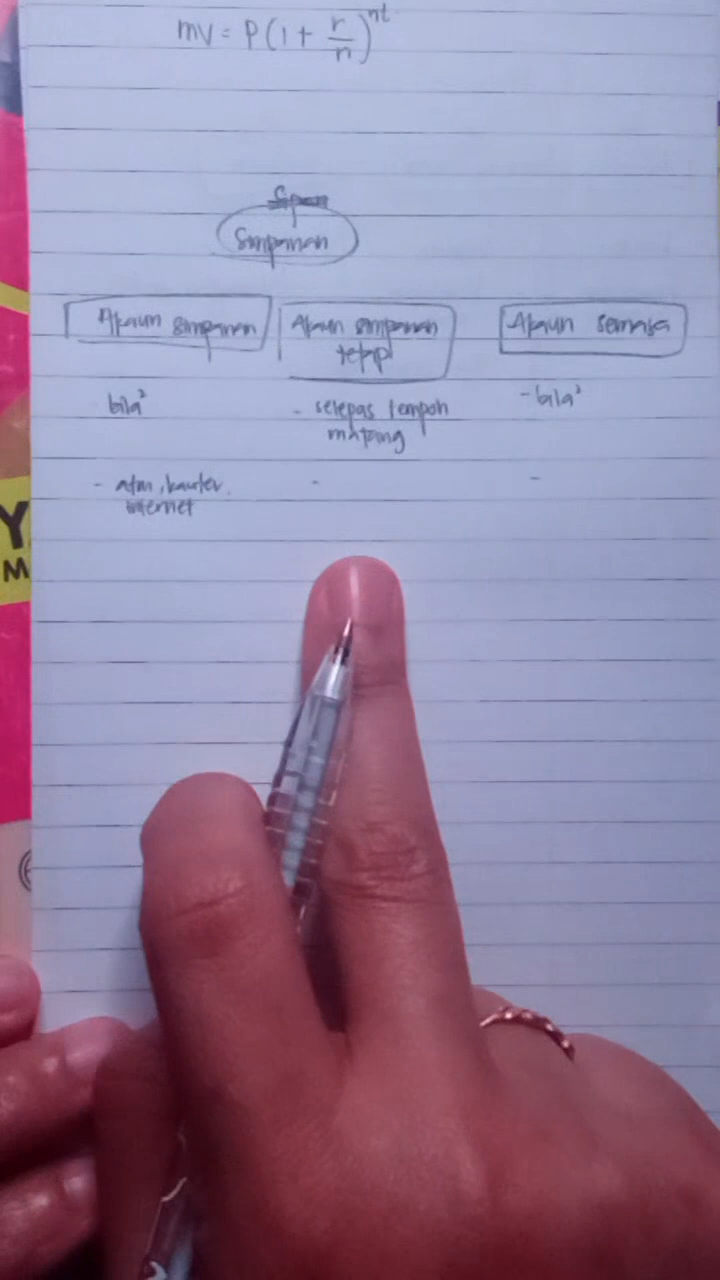 MV = P(1 + r/n)^nt
Simpanan
Akaun simpanan
Akaun simpanan
tetap
Akaun semasa
bila²
- selepas tempoh
matang
- bila²
- atm, kaunter,
internet
-
-
Y
M